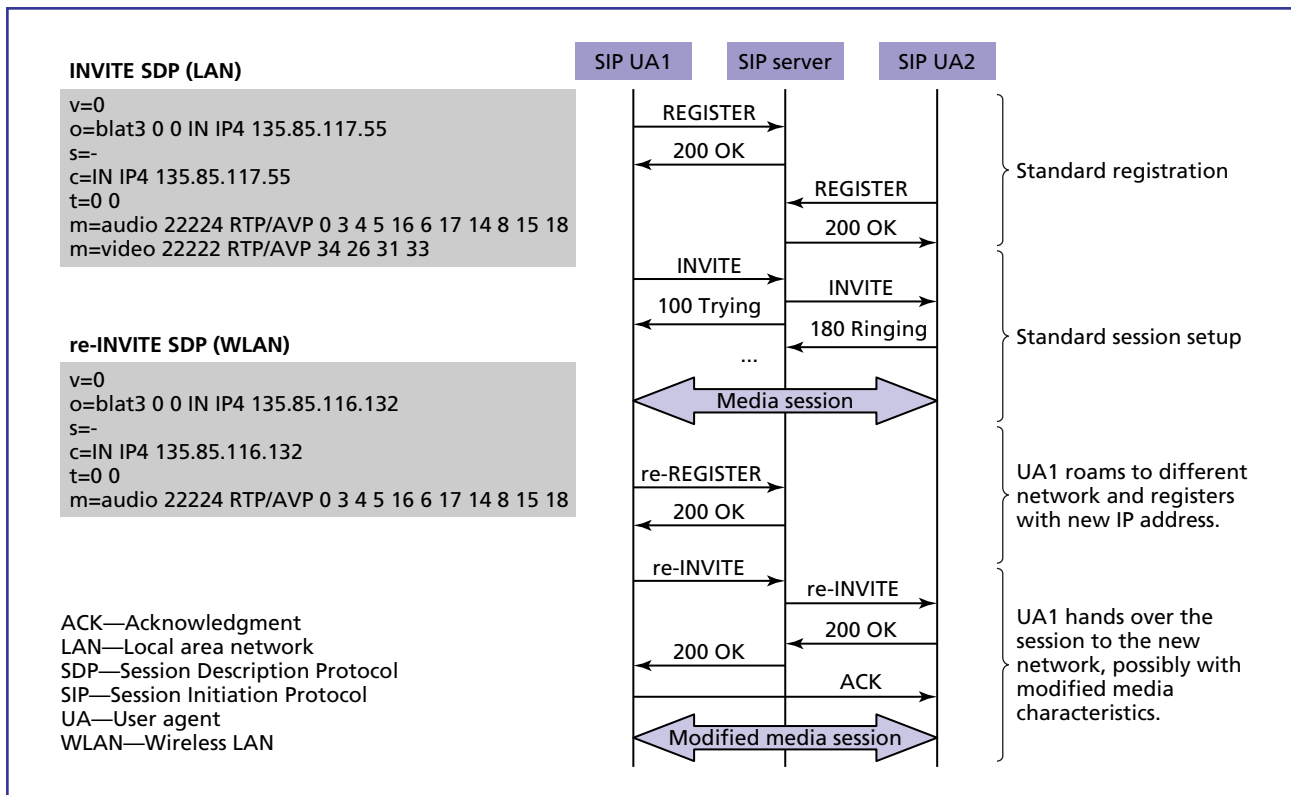 INVITE SDP (LAN)
v=0
o=blat3 0 0 IN IP4 135.85.117.55
s=-
c=IN IP4 135.85.117.55
t=0 0
m=audio 22224 RTP/AVP 0 3 4 5 16 6 17 14 8 15 18
m=video 22222 RTP/AVP 34 26 31 33
re-INVITE SDP (WLAN)
v=0
o=blat3 0 0 IN IP4 135.85.116.132
s=-
c=IN IP4 135.85.116.132
t=0 0
m=audio 22224 RTP/AVP 0 3 4 5 16 6 17 14 8 15 18
ACK—Acknowledgment
LAN—Local area network
SDP—Session Description Protocol
SIP—Session Initiation Protocol
UA—User agent
WLAN—Wireless LAN
SIP UA1
SIP server
SIP UA2
REGISTER
200 OK
REGISTER
200 OK
Standard registration
INVITE
INVITE
100 Trying
180 Ringing
...
Media session
Standard session setup
re-REGISTER
200 OK
UA1 roams to different
network and registers
with new IP address.
re-INVITE
re-INVITE
200 OK
200 OK
ACK
Modified media session
UA1 hands over the
session to the new
network, possibly with
modified media
characteristics.